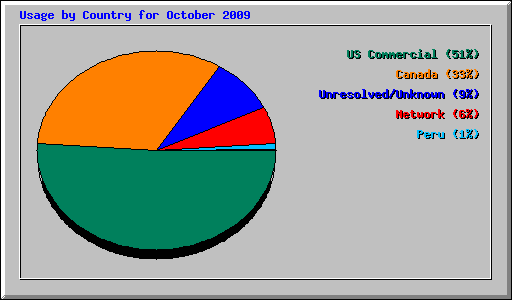 Usage by Country for October 2009
US Commercial (51%)
Canada (33%)
Unresolved/Unknown (9%)
Network (6%)
Peru (1%)